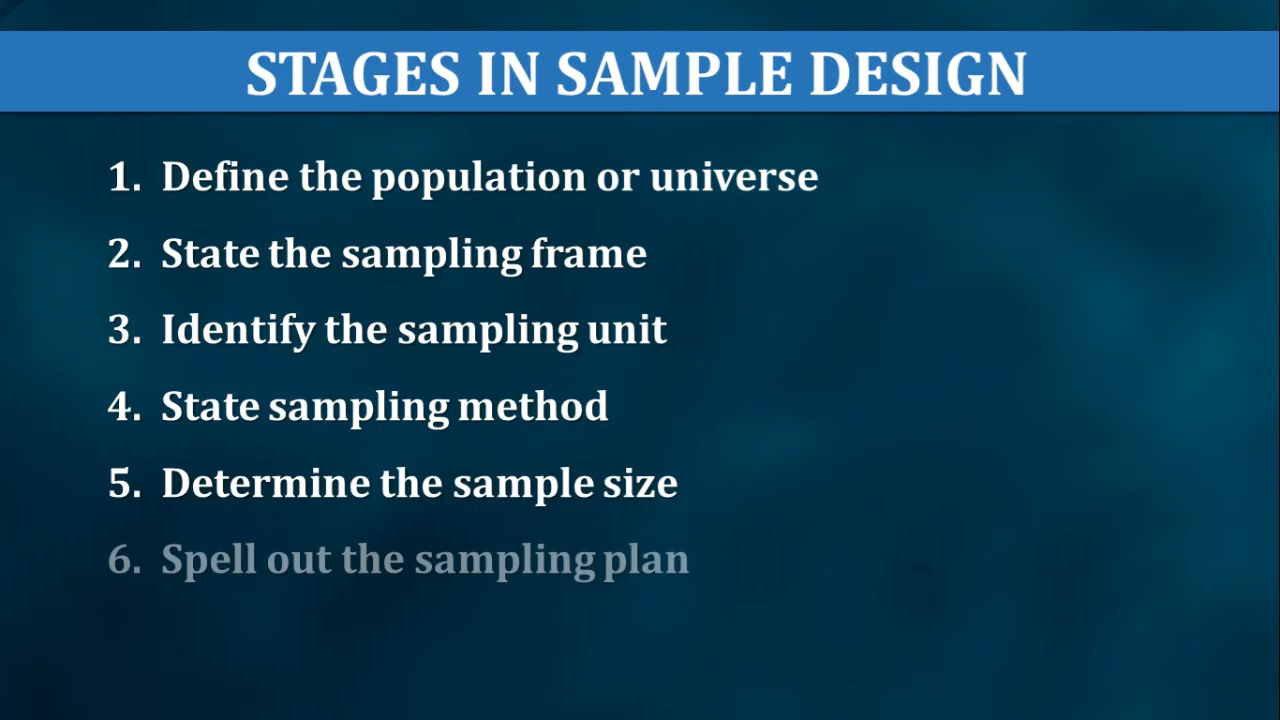 STAGES IN SAMPLE DESIGN
1. Define the population or universe
2. State the sampling frame
3. Identify the sampling unit
4. State sampling method
5. Determine the sample size
6. Spell out the sampling plan